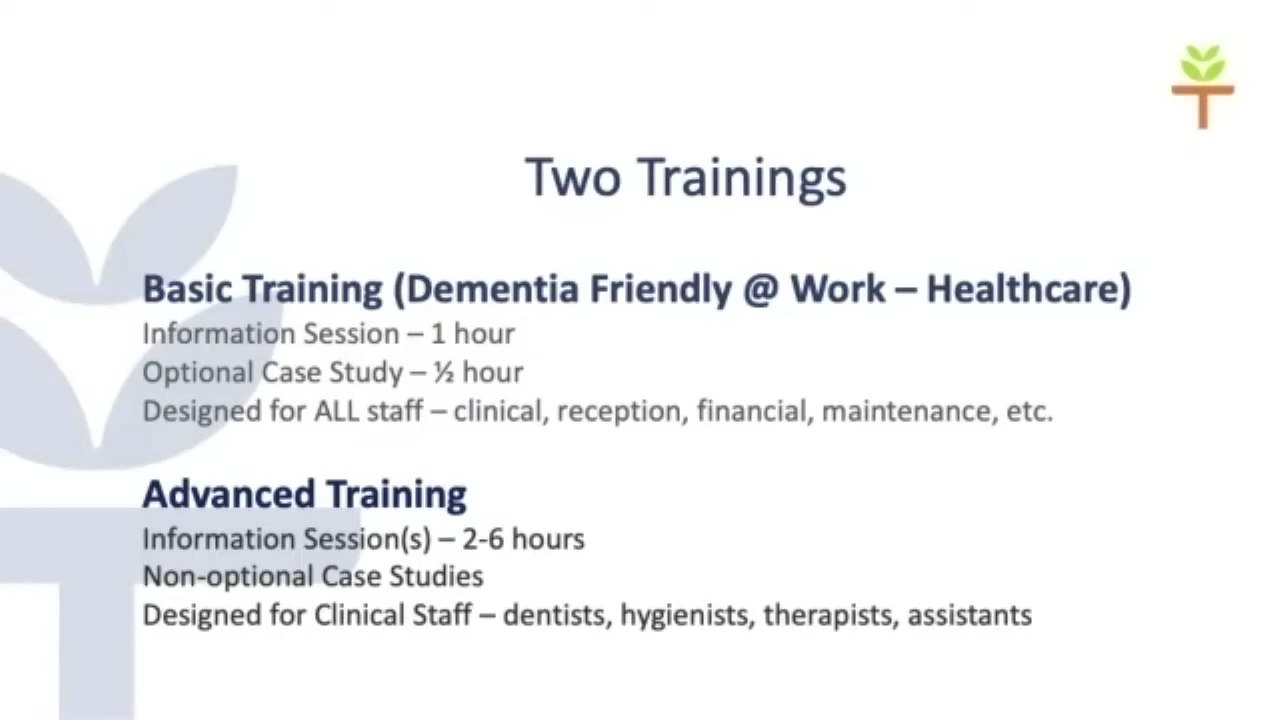 Two Trainings
Basic Training (Dementia Friendly @ Work – Healthcare)
Information Session – 1 hour
Optional Case Study – ½ hour
Designed for ALL staff – clinical, reception, financial, maintenance, etc.
Advanced Training
Information Session(s) – 2-6 hours
Non-optional Case Studies
Designed for Clinical Staff – dentists, hygienists, therapists, assistants